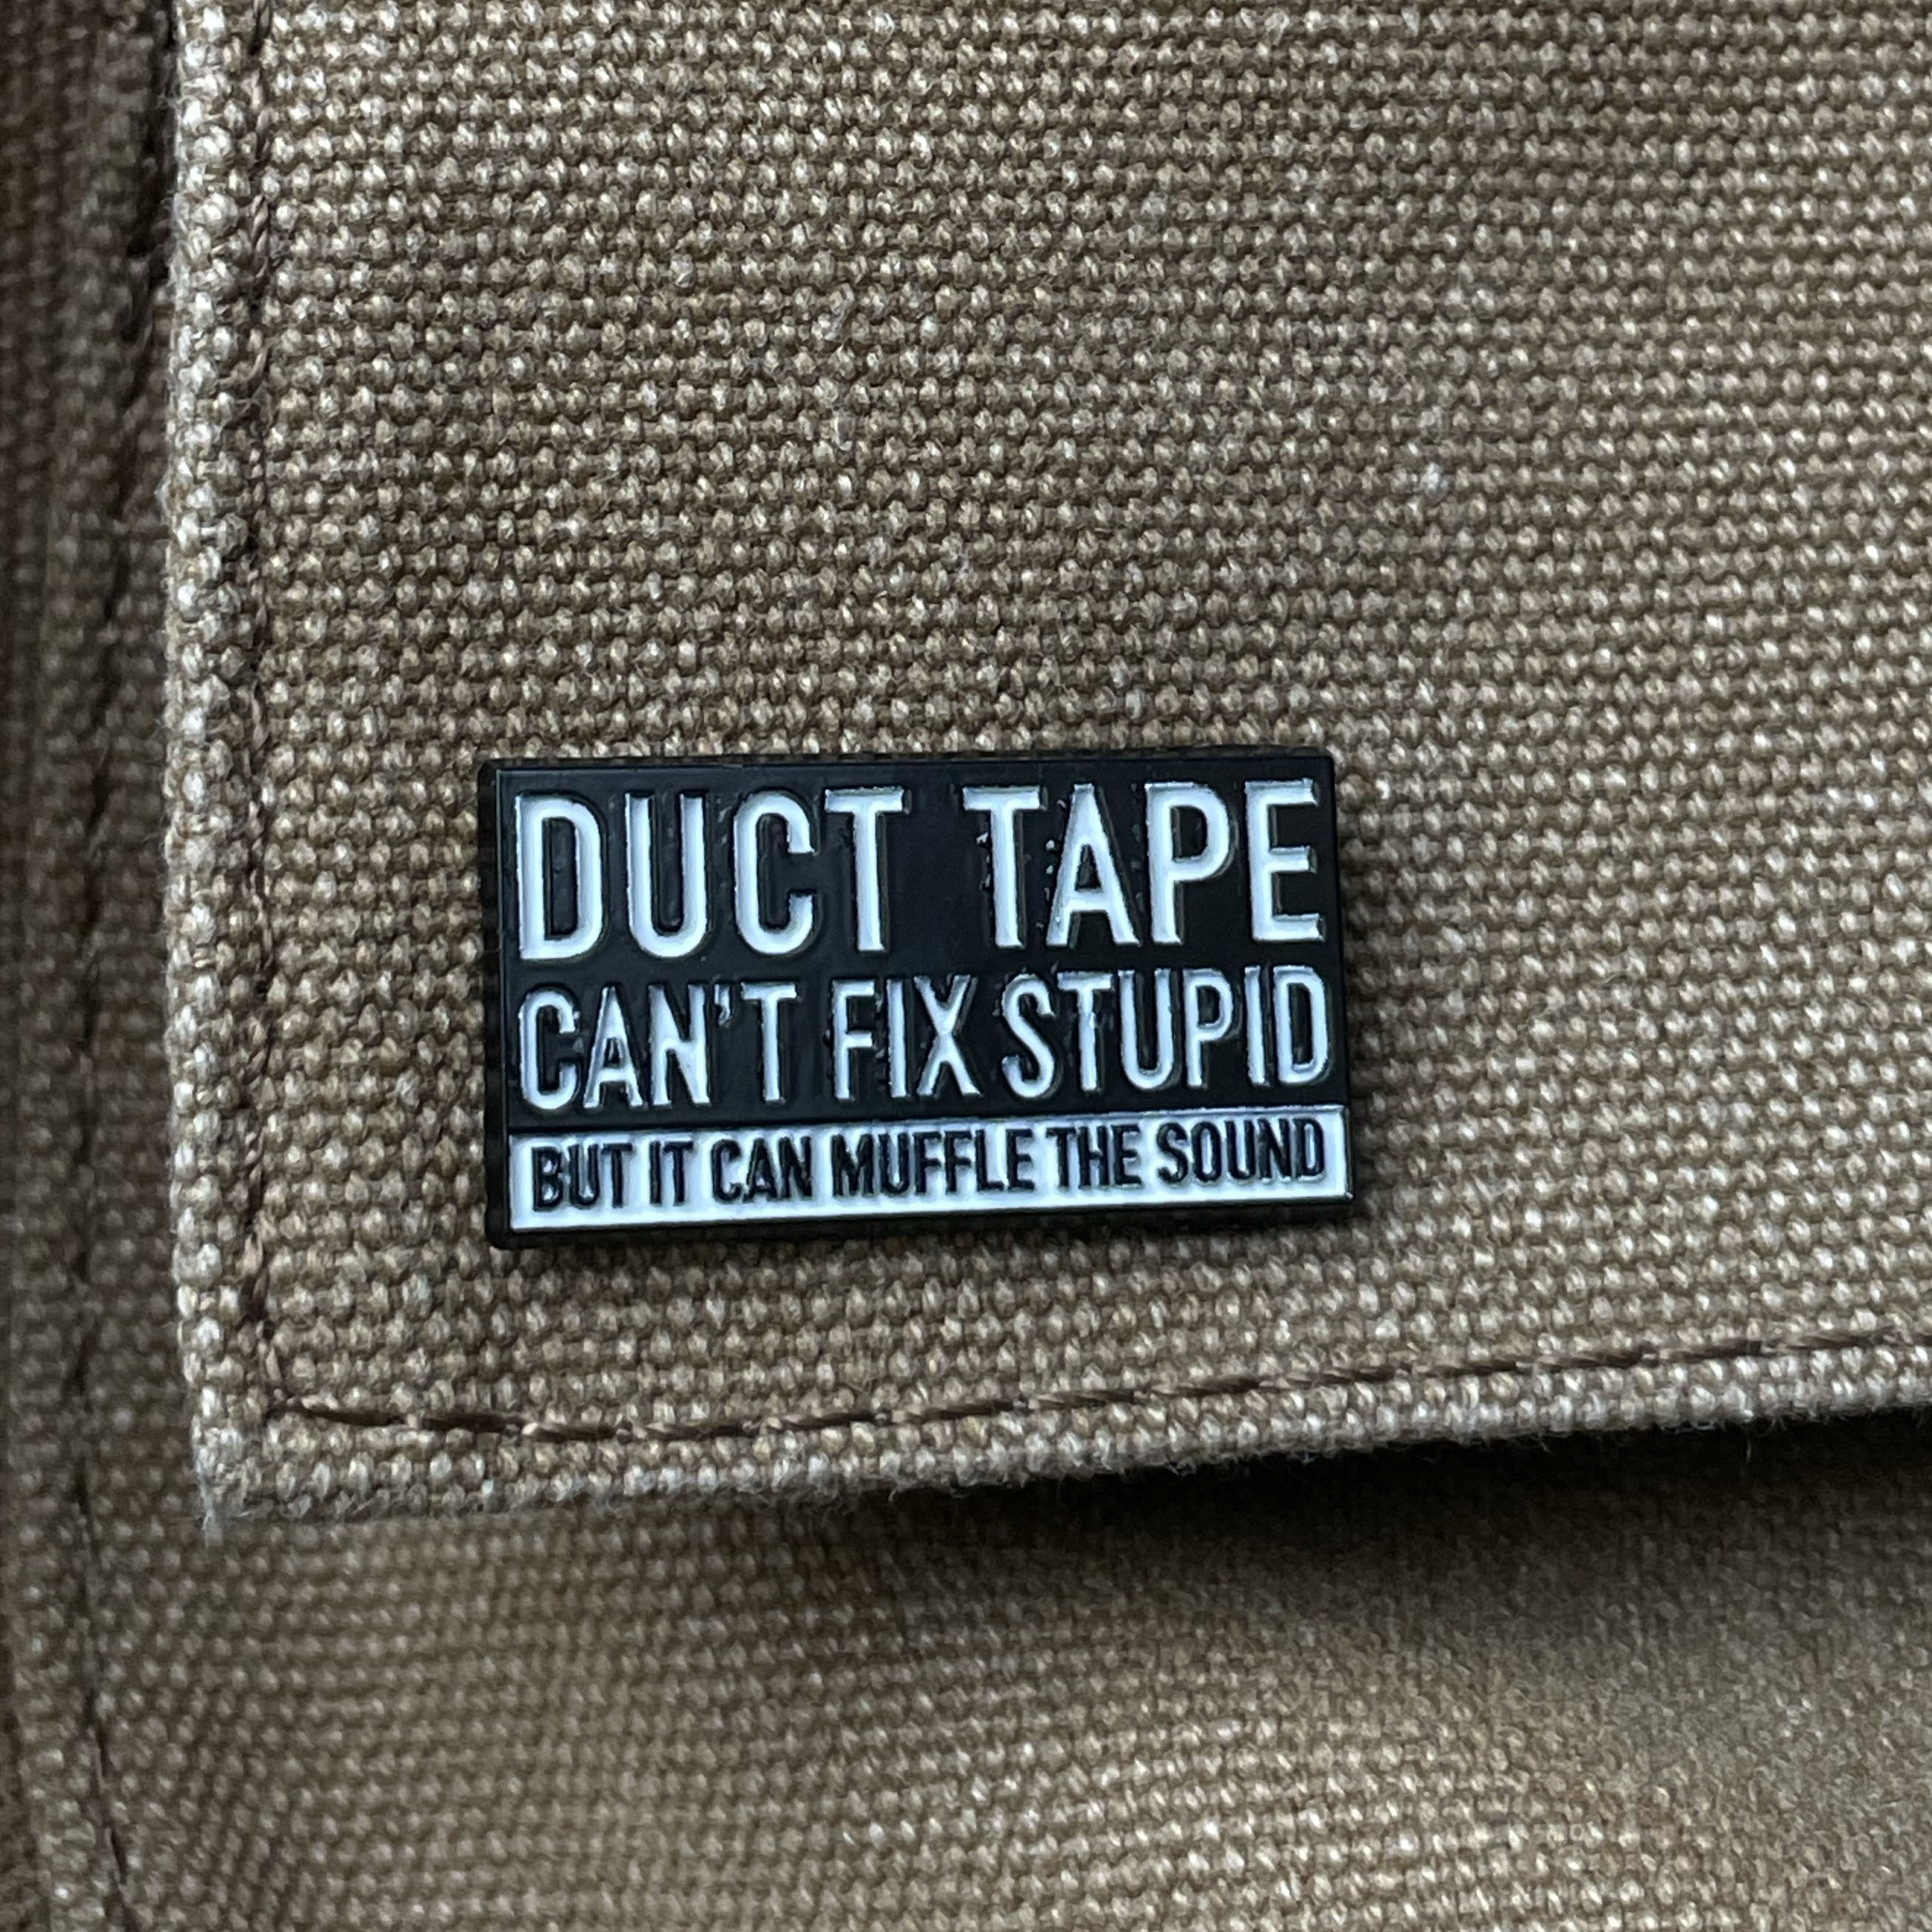 DUCT TAPE
CAN'T FIX STUPID
BUT IT CAN MUFFLE THE SOUND